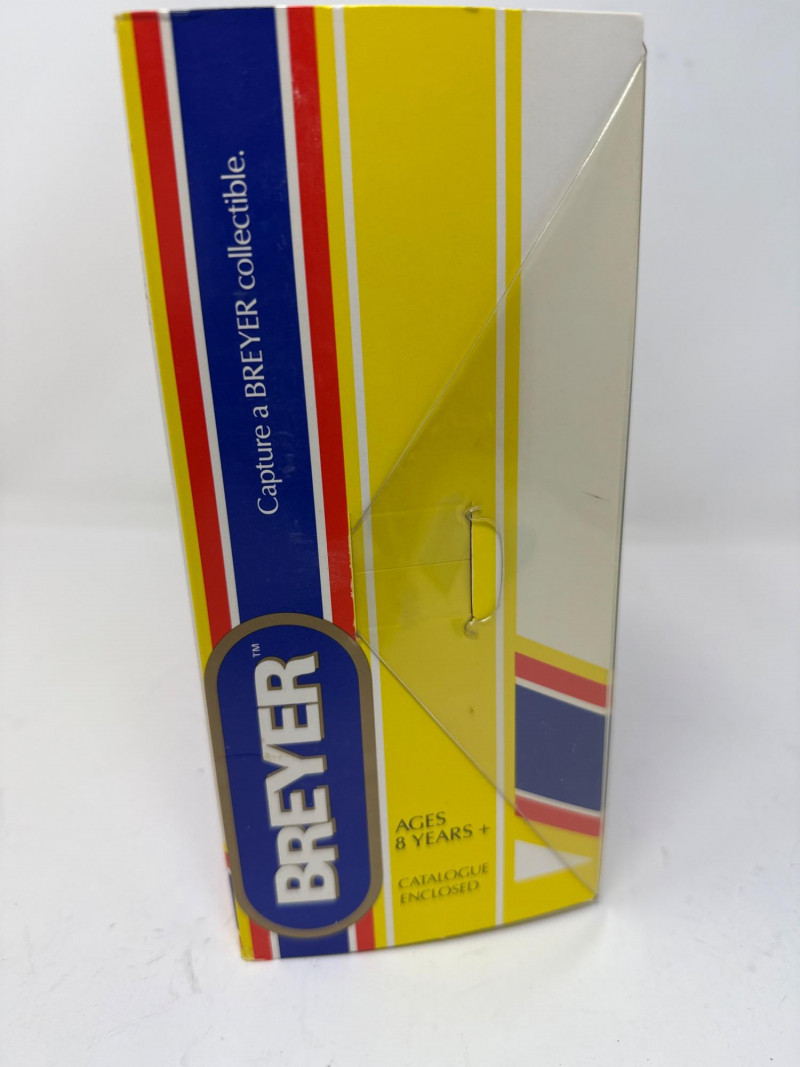 Capture a BREYER collectible.
BREYER™
AGES
8 YEARS +
CATALOGUE
ENCLOSED